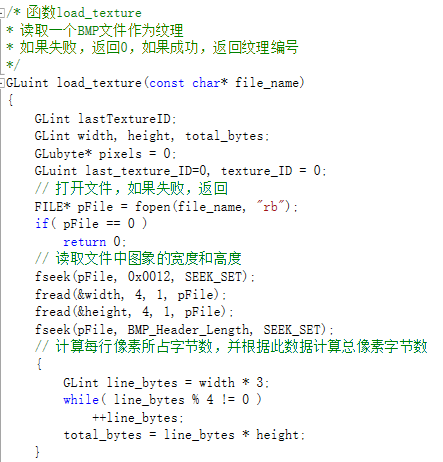 /* 函数load_texture
* 读取一个BMP文件作为纹理
* 如果失败，返回0，如果成功，返回纹理编号
*/
GLuint load_texture(const char* file_name)
{
    GLint lastTextureID;
    GLint width, height, total_bytes;
    GLubyte* pixels = 0;
    GLuint last_texture_ID=0, texture_ID = 0;
    // 打开文件，如果失败，返回
    FILE* pFile = fopen(file_name, "rb");
    if( pFile == 0 )
        return 0;
    // 读取文件中图象的宽度和高度
    fseek(pFile, 0x0012, SEEK_SET);
    fread(&width, 4, 1, pFile);
    fread(&height, 4, 1, pFile);
    fseek(pFile, BMP_Header_Length, SEEK_SET);
    // 计算每行像素所占字节数，并根据此数据计算总像素字节数
    {
        GLint line_bytes = width * 3;
        while( line_bytes % 4 != 0 )
            ++line_bytes;
        total_bytes = line_bytes * height;
    }